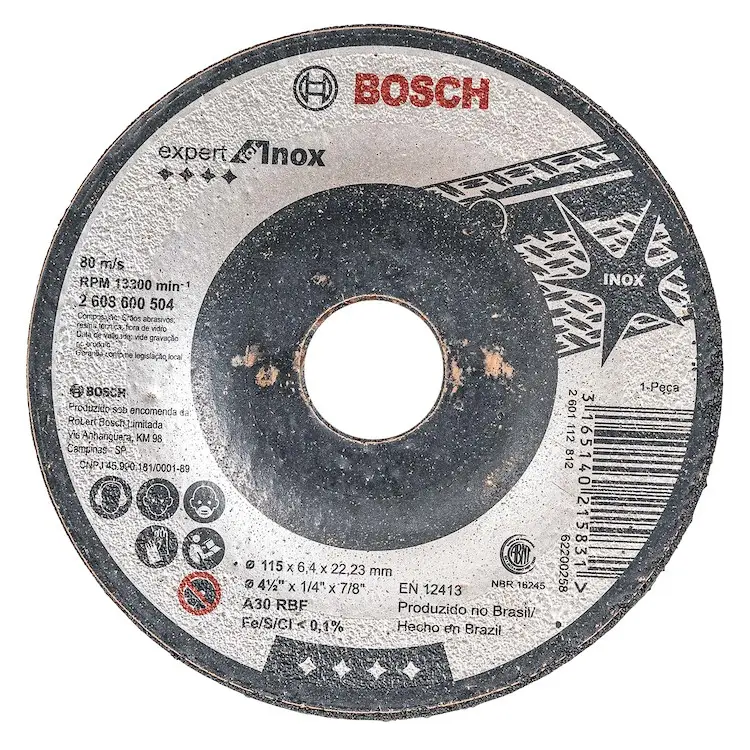 BOSCH
expert for Inox
80 m/s
RPM 13300 min⁻¹
2 608 600 504
Composição: Grãos abrasivos,
resina fenólica, fibra de vidro
Data de validade: vide gravação
no produto
Garantia conforme legislação local
BOSCH
Produzido sob encomenda da
Robert Bosch Limitada
Via Anhanguera, KM 98
Campinas - SP
CNPJ 45.990.181/0001-89
INOX
1-Peça
2 601 112 812
3 165140 215831 >
62200258
ABNT
NBR 15245
ø 115 x 6,4 x 22,23 mm
ø 4½" x 1/4" x 7/8"
A30 RBF
Fe/S/Cl < 0,1%
EN 12413
Produzido no Brasil/
Hecho en Brazil